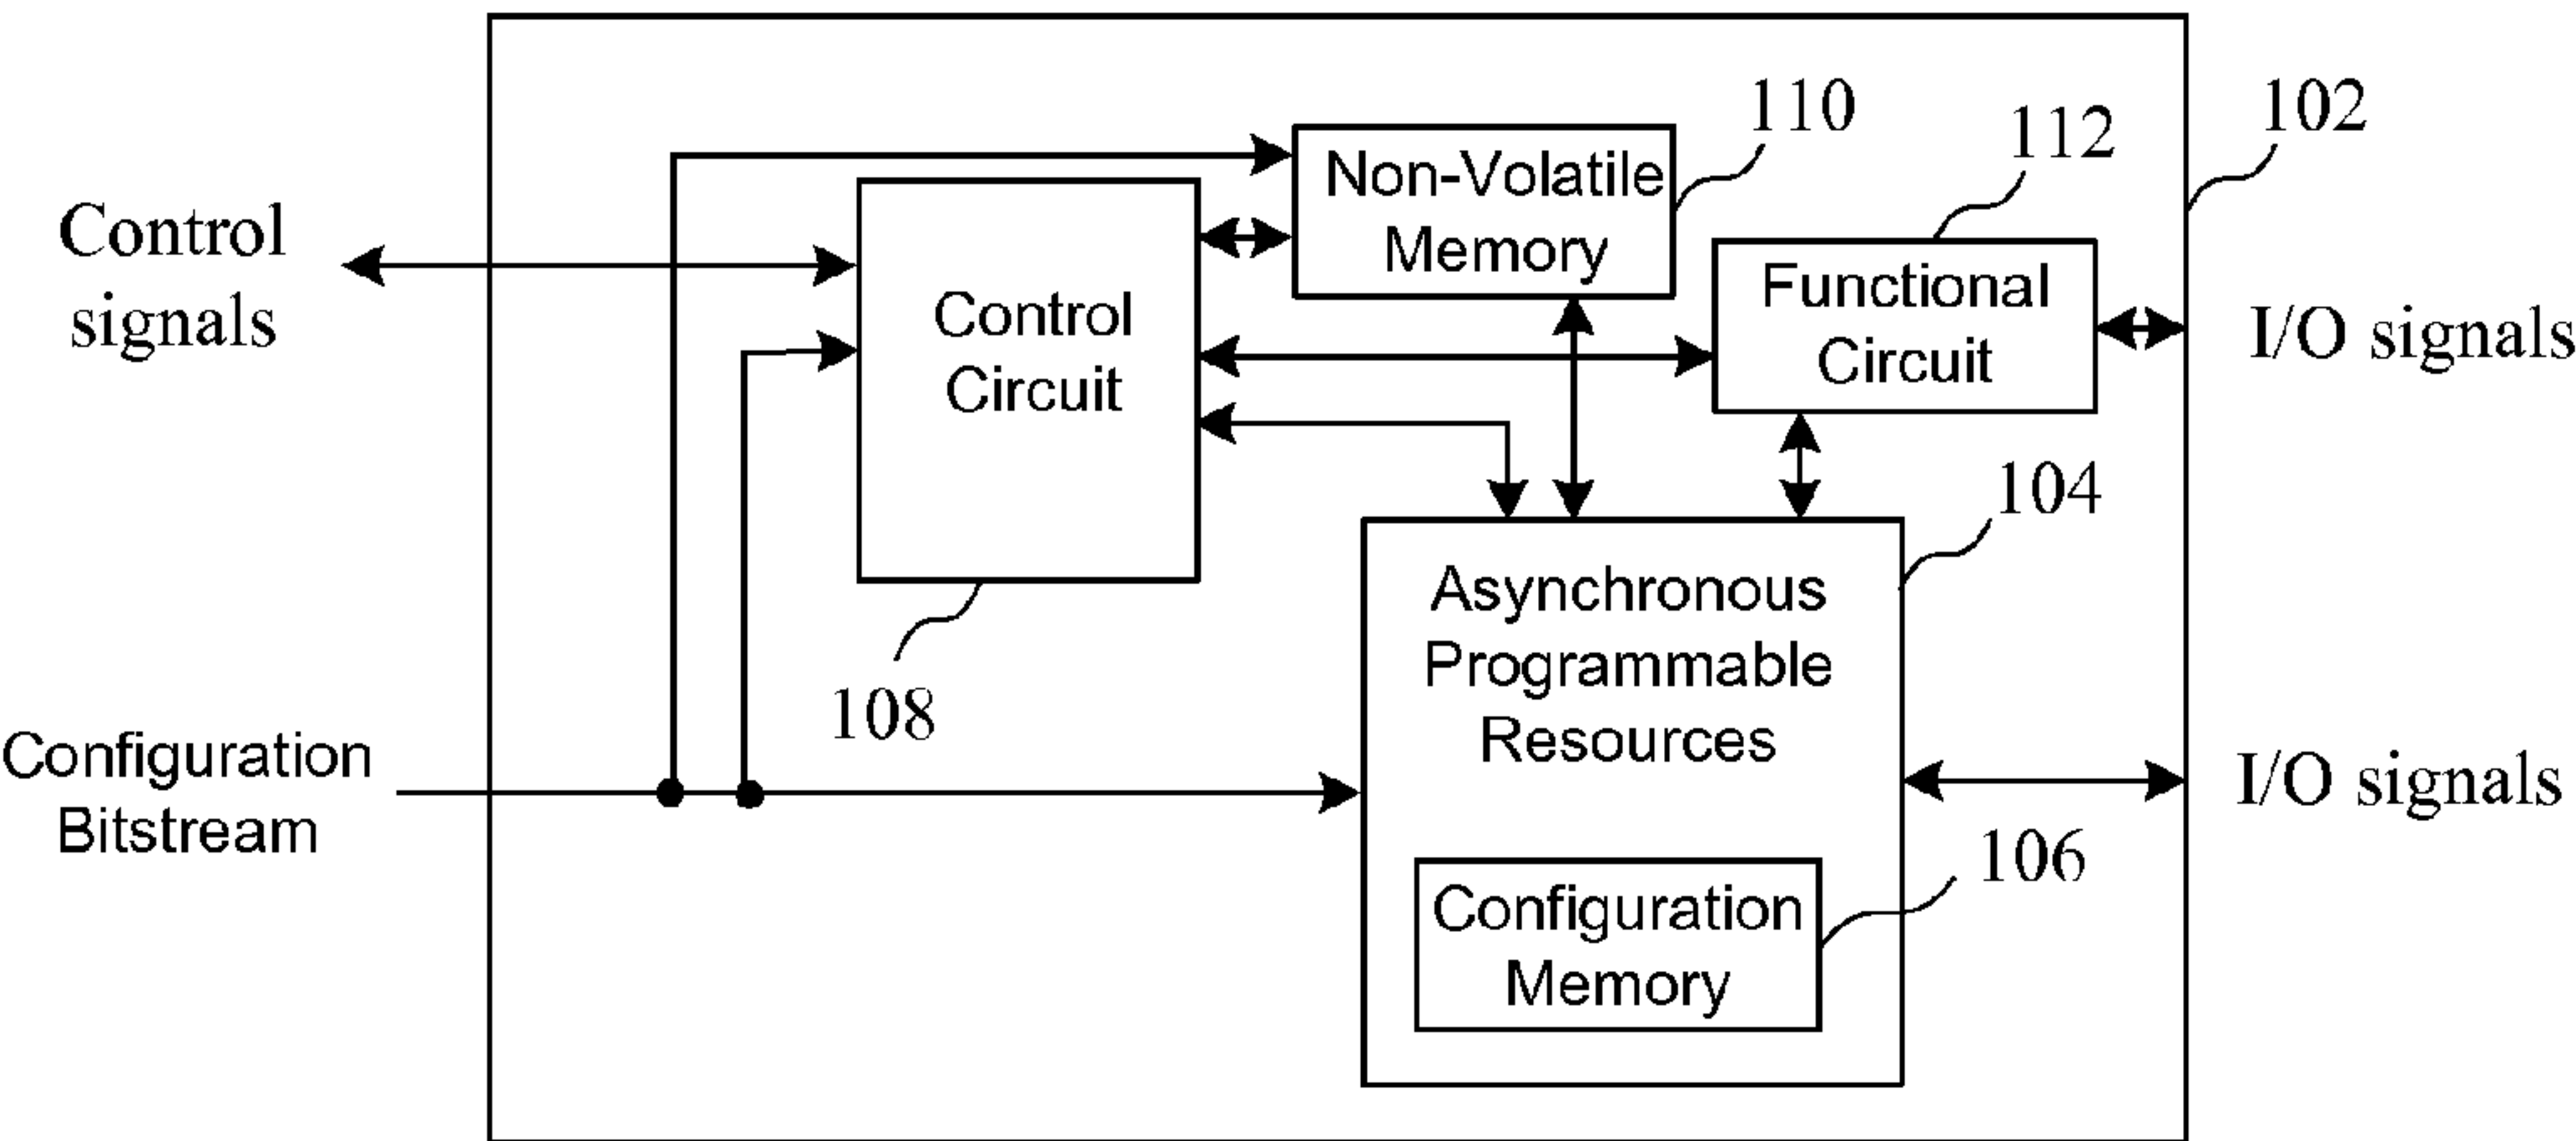 110
112
102
Non-Volatile
Memory
Control
signals
Functional
Circuit
I/O signals
Control
Circuit
104
Asynchronous
Programmable
Resources
108
Configuration
Bitstream
I/O signals
106
Configuration
Memory